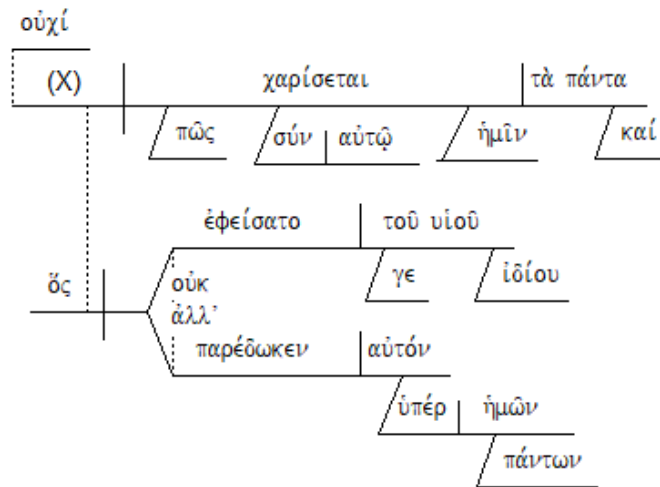 οὐχί
(X) χαρίσεται τὰ πάντα
πῶς σύν αὐτῷ ἡμῖν καί
ἐφείσατο τοῦ υἱοῦ
ὅς οὐκ γε ἰδίου
ἀλλ’
παρέδωκεν αὐτόν
ὑπέρ ἡμῶν
πάντων